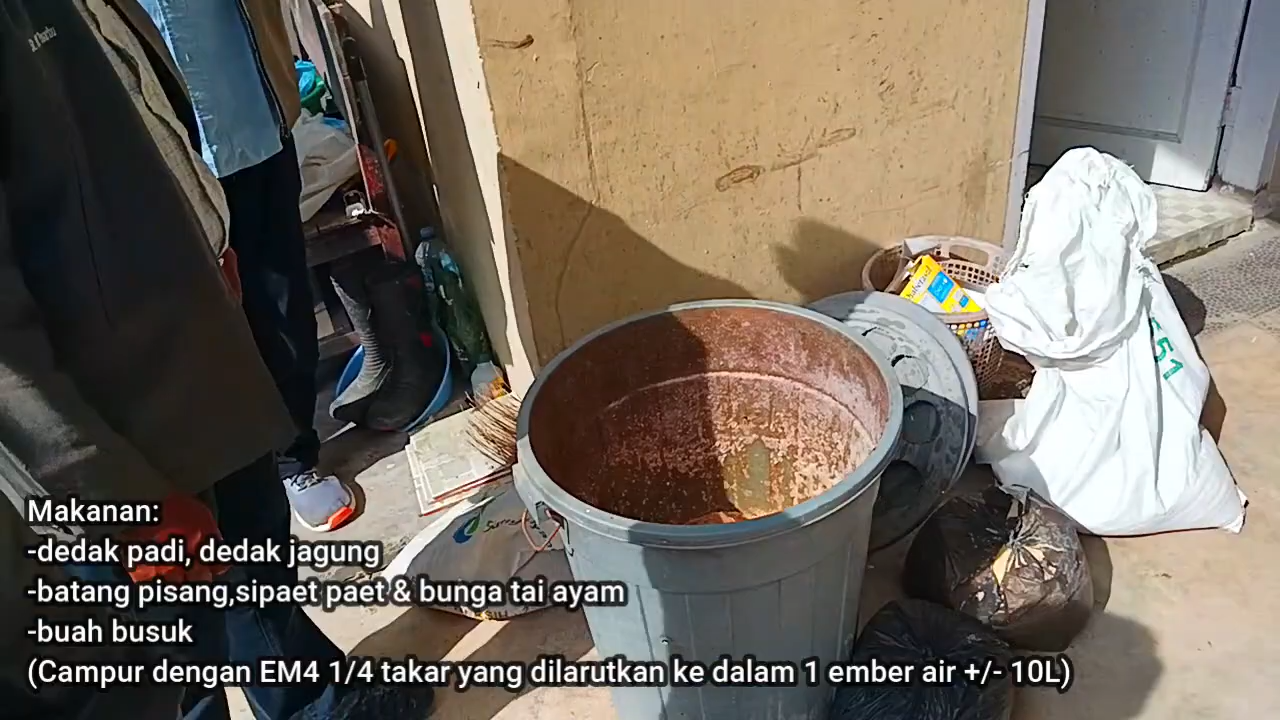 Makanan:
-dedak padi, dedak jagung
-batang pisang,sipaet paet & bunga tai ayam
-buah busuk
(Campur dengan EM4 1/4 takar yang dilarutkan ke dalam 1 ember air +/- 10L)
51